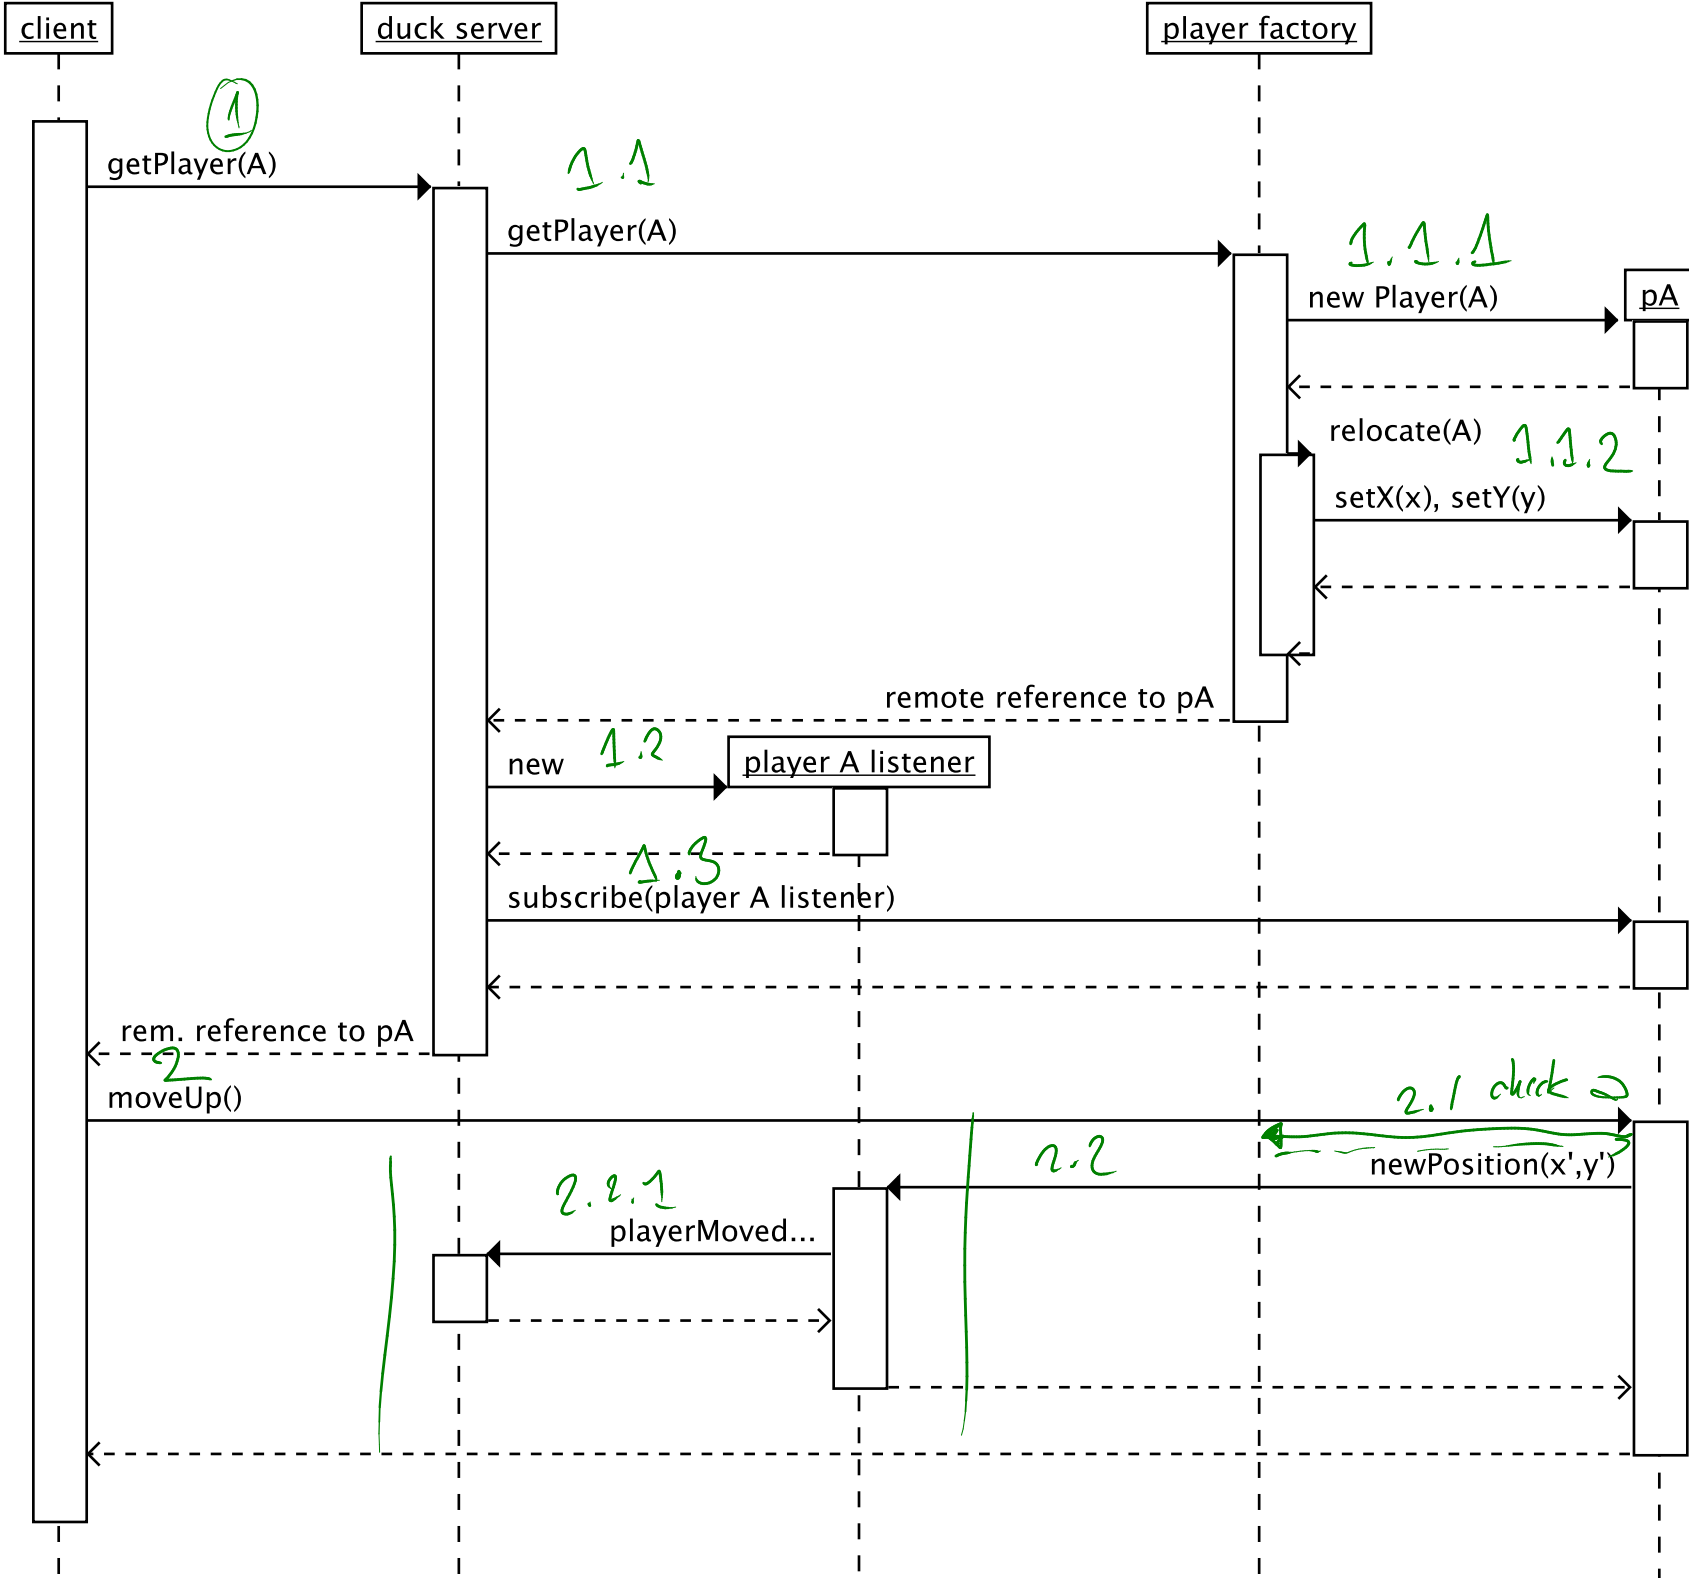 client
duck server
player factory
1
getPlayer(A)
1.1
getPlayer(A)
1.1.1
new Player(A)
pA
relocate(A)
1.1.2
setX(x), setY(y)
remote reference to pA
1.2
new
player A listener
1.3
subscribe(player A listener)
rem. reference to pA
2
moveUp()
2.1 check
2.2
newPosition(x',y')
2.2.1
playerMoved...